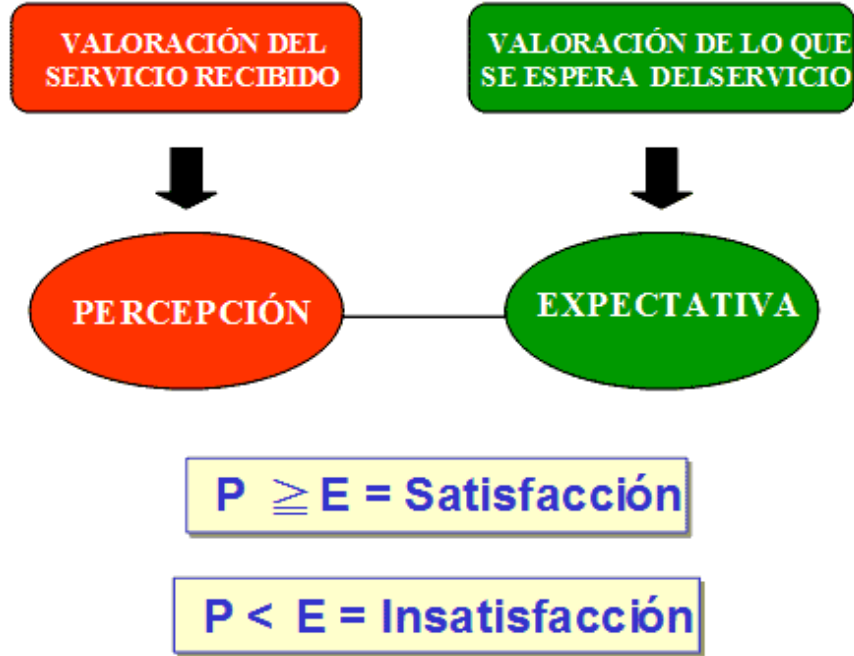 VALORACIÓN DEL
SERVICIO RECIBIDO
VALORACIÓN DE LO QUE
SE ESPERA DELSERVICIO
PERCEPCIÓN
EXPECTATIVA
P ≧ E = Satisfacción
P < E = Insatisfacción